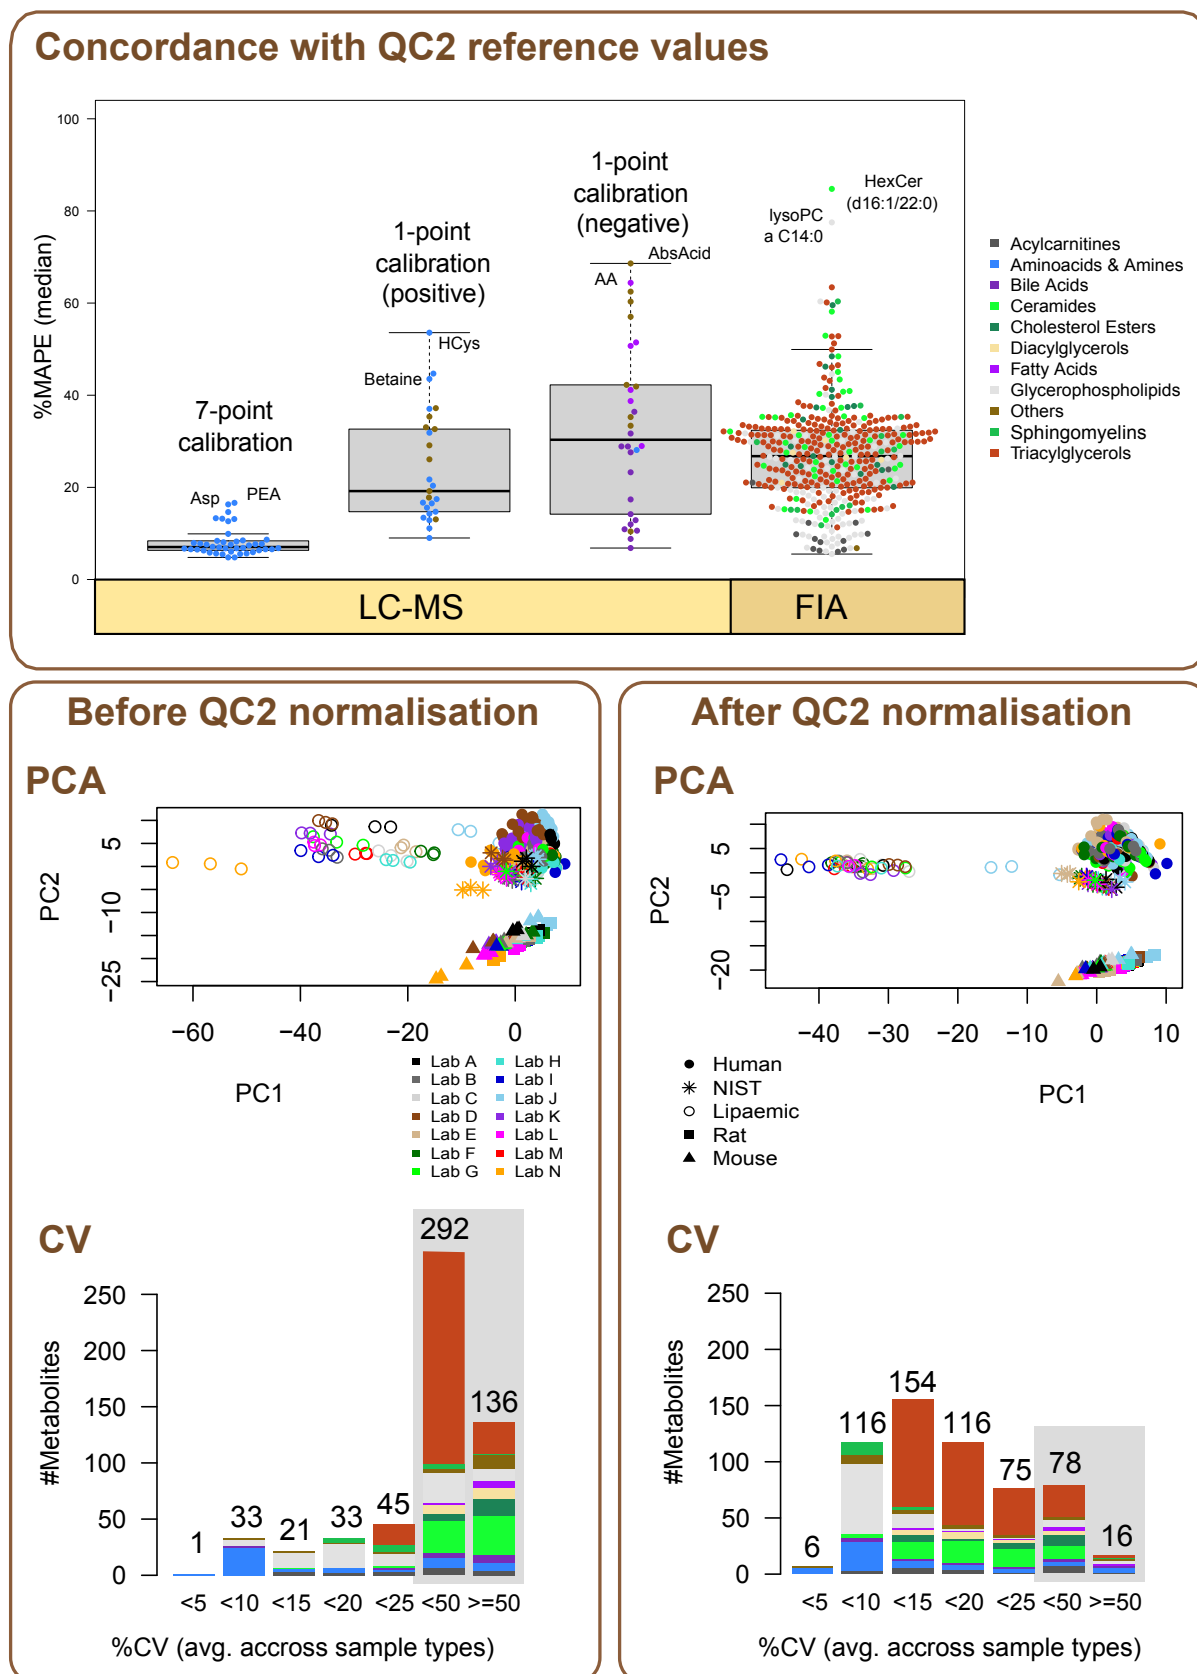 Concordance with QC2 reference values
%MAPE (median)
100
80
60
40
20
0
7-point
calibration
Asp
PEA
1-point
calibration
(positive)
HCys
Betaine
1-point
calibration
(negative)
AbsAcid
AA
HexCer
(d16:1/22:0)
lysoPC
a C14:0
LC-MS
FIA
Acylcarnitines
Aminoacids & Amines
Bile Acids
Ceramides
Cholesterol Esters
Diacylglycerols
Fatty Acids
Glycerophospholipids
Others
Sphingomyelins
Triacylglycerols
Before QC2 normalisation
PCA
PC2
5
−10
−25
−60
−40
−20
0
PC1
Lab A
Lab B
Lab C
Lab D
Lab E
Lab F
Lab G
Lab H
Lab I
Lab J
Lab K
Lab L
Lab M
Lab N
CV
#Metabolites
250
200
150
100
50
0
1
33
21
33
45
292
136
<5
<10
<15
<20
<25
<50
>=50
%CV (avg. accross sample types)
After QC2 normalisation
PCA
PC2
5
−5
−20
−40
−30
−20
−10
0
10
PC1
Human
NIST
Lipaemic
Rat
Mouse
CV
#Metabolites
250
200
150
100
50
0
6
116
154
116
75
78
16
<5
<10
<15
<20
<25
<50
>=50
%CV (avg. accross sample types)